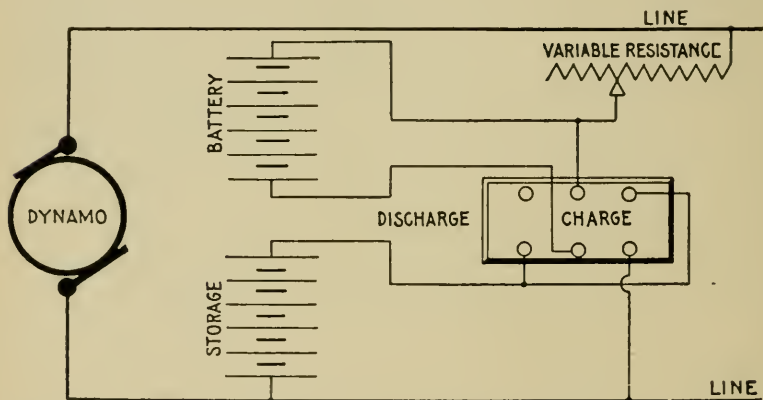 LINE
VARIABLE RESISTANCE
BATTERY
DYNAMO
DISCHARGE
CHARGE
STORAGE
LINE